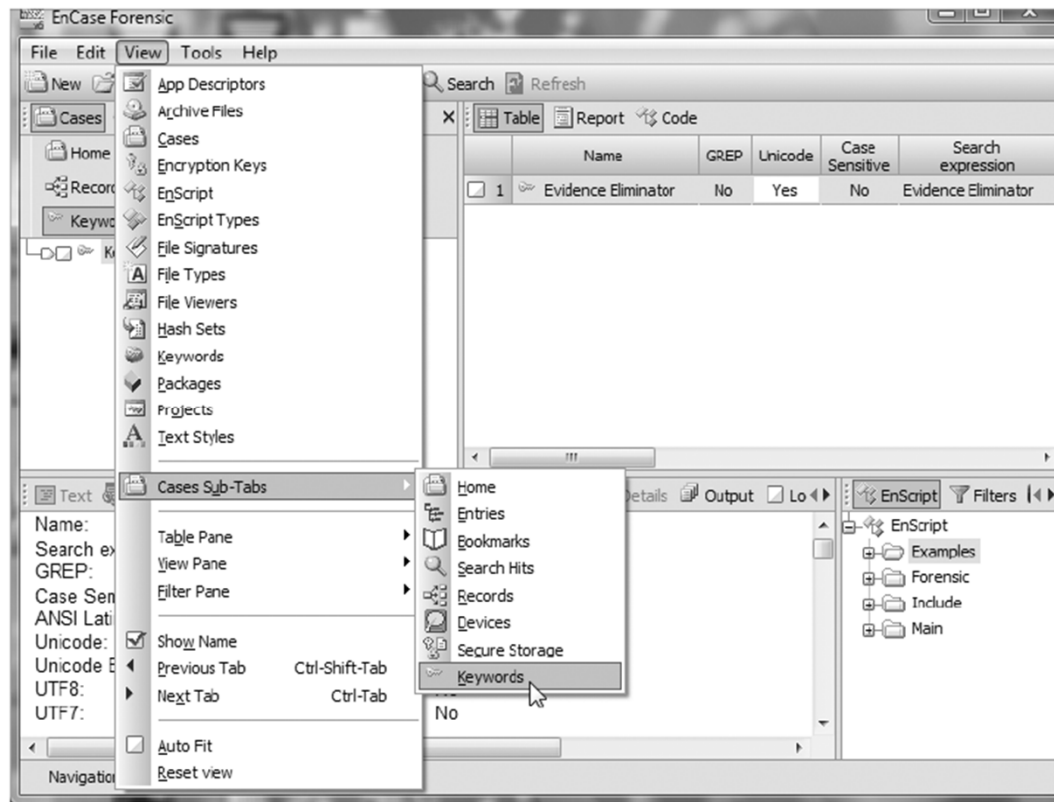 EnCase Forensic
File Edit View Tools Help
New
Search Refresh
Cases
Home
Keywo
App Descriptors
Archive Files
Cases
Encryption Keys
EnScript
EnScript Types
File Signatures
File Types
File Viewers
Hash Sets
Keywords
Packages
Projects
Text Styles
Cases Sub-Tabs
Table Pane
View Pane
Filter Pane
Show Name
Previous Tab Ctrl-Shift-Tab
Next Tab Ctrl-Tab
Auto Fit
Reset view
Table Report Code
Name GREP Unicode Case Sensitive Search expression
1 Evidence Eliminator No Yes No Evidence Eliminator
Home
Entries
Bookmarks
Search Hits
Records
Devices
Secure Storage
Keywords
Text
Details Output Lo
Name:
Search ex
GREP:
Case Sen
ANSI Lati
Unicode:
Unicode B
UTF8:
UTF7: No
Navigation
EnScript Filters
EnScript
Examples
Forensic
Include
Main